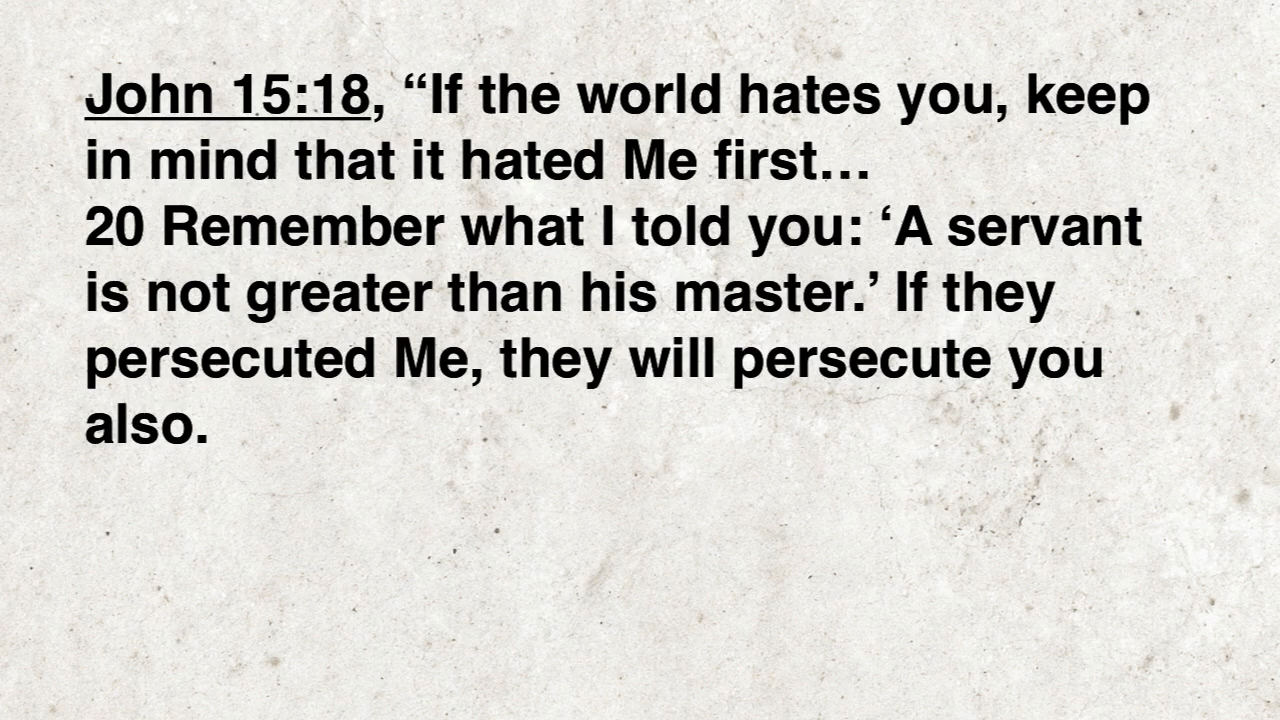 John 15:18, “If the world hates you, keep
in mind that it hated Me first…
20 Remember what I told you: ‘A servant
is not greater than his master.’ If they
persecuted Me, they will persecute you
also.